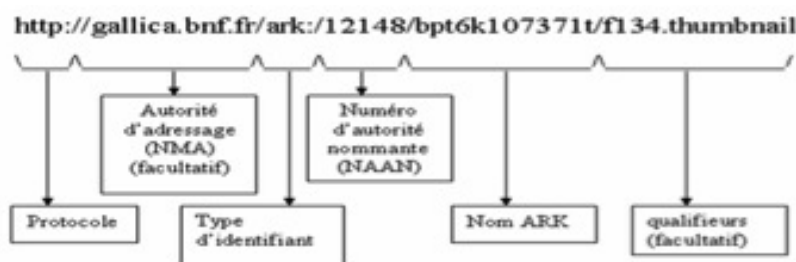 http://gallica.bnf.fr/ark:/12148/bpt6k107371t/f134.thumbnail
Autorité
d'adressage
(NMA)
(facultatif)
Numéro
d'autorité
nommante
(NAAN)
Protocole
Type
d'identifiant
Nom ARK
qualifieurs
(facultatif)